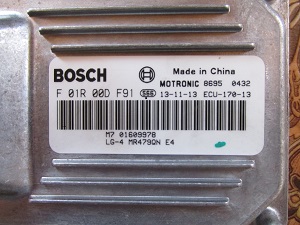 BOSCH Made in China
MOTRONIC 8695 0432
F 01R 00D F91 13-11-13 ECU-170-13
M7 01609978
LG-4 MR479QN E4